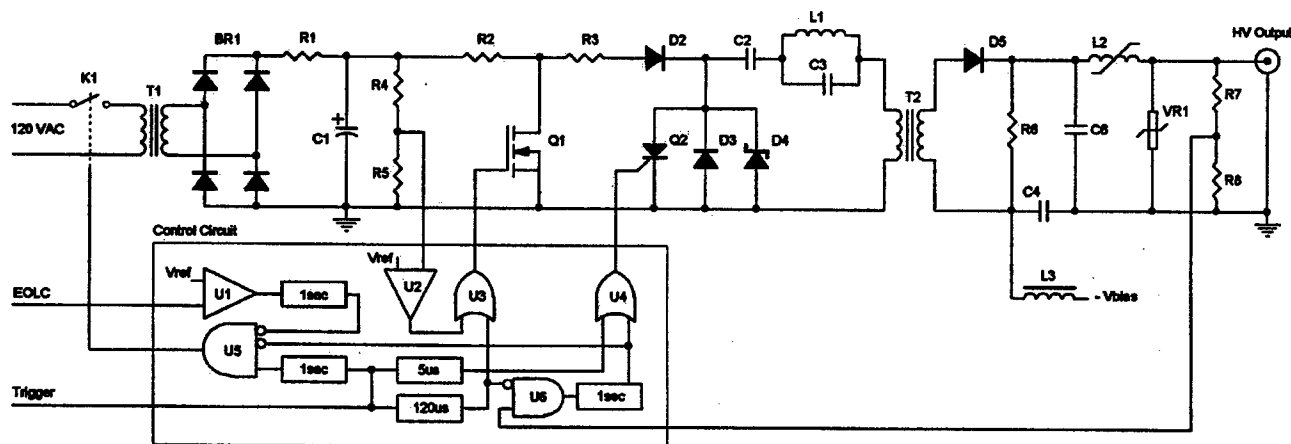 HV Output
BR1
R1
R2
R3
D2
C2
L1
C3
D5
L2
K1
T1
120 VAC
C1
+
R4
R5
Q1
Q2
D3
D4
T2
R6
C6
VR1
R7
R8
C4
L3
- Vbias
Control Circuit
Vref
U1
1sec
Vref
U2
U3
U4
EOLC
U5
1sec
5us
Trigger
120us
U6
1sec